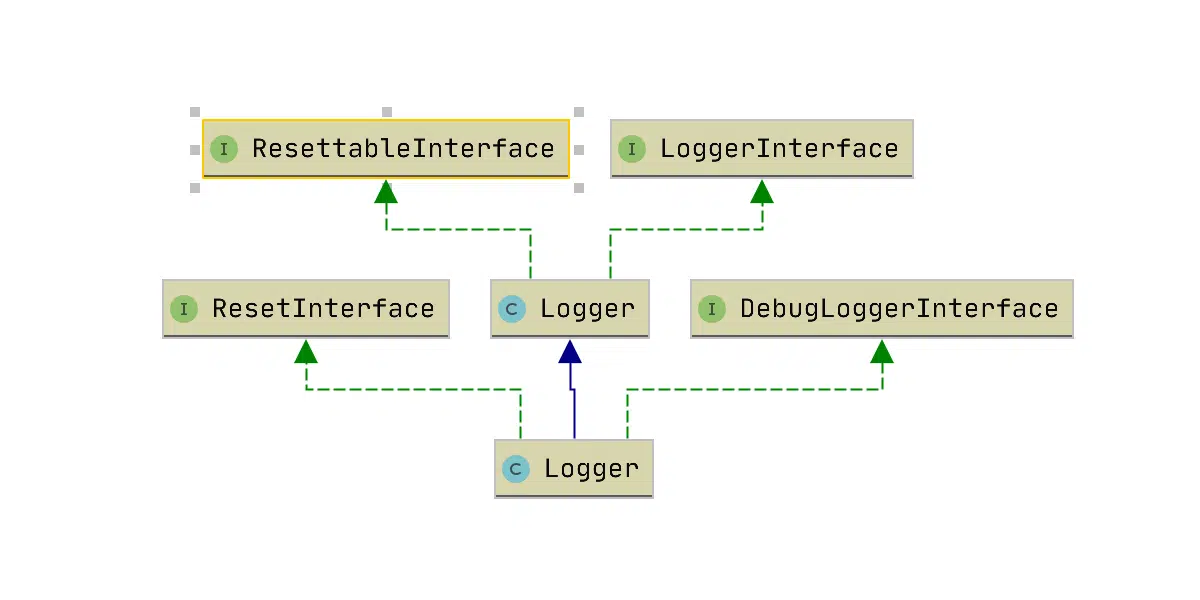 I ResettableInterface
I LoggerInterface
I ResetInterface
C Logger
I DebugLoggerInterface
C Logger